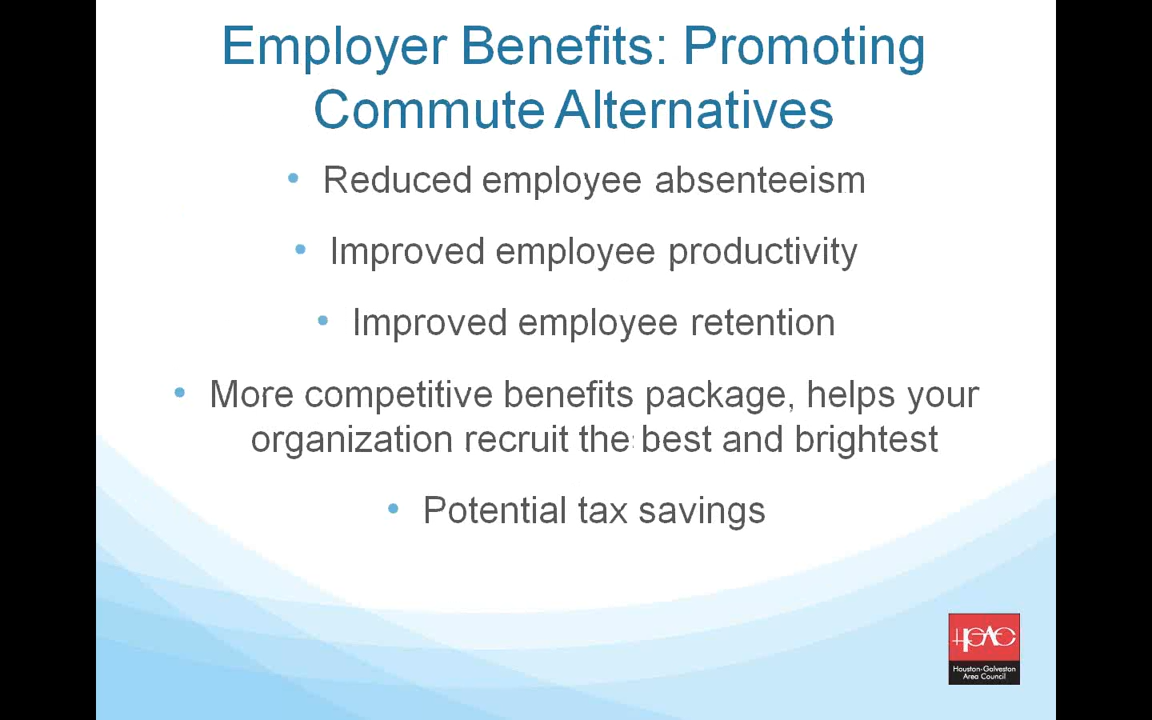 Employer Benefits: Promoting
Commute Alternatives
• Reduced employee absenteeism
• Improved employee productivity
• Improved employee retention
• More competitive benefits package, helps your
organization recruit the best and brightest
• Potential tax savings
HGAC
Houston-Galveston
Area Council